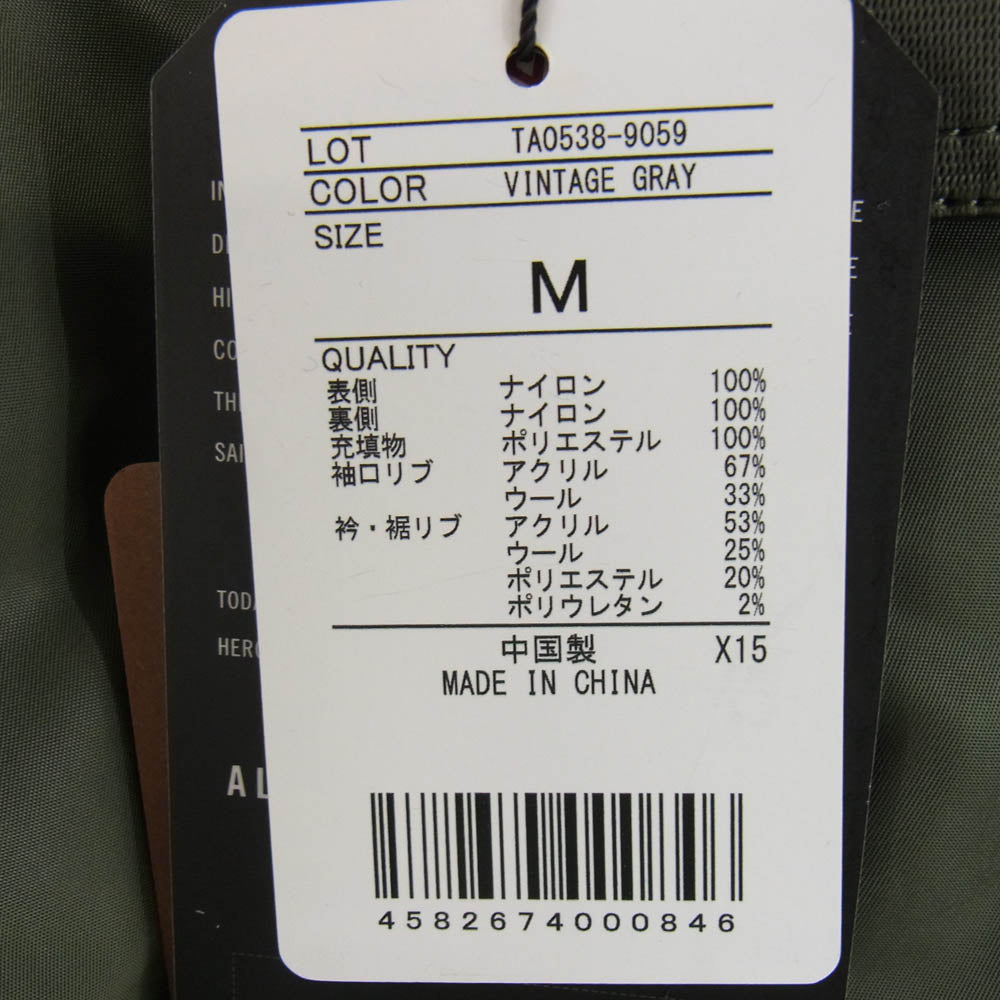 LOT TA0538-9059
COLOR VINTAGE GRAY
SIZE
M
QUALITY
表側 ナイロン 100%
裏側 ナイロン 100%
充填物 ポリエステル 100%
袖口リブ アクリル 67%
ウール 33%
衿・裾リブ アクリル 53%
ウール 25%
ポリエステル 20%
ポリウレタン 2%
中国製 X15
MADE IN CHINA
4582674000846